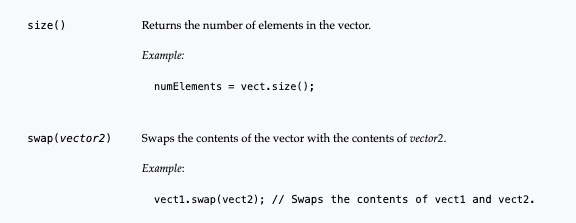 size() Returns the number of elements in the vector.
Example:
numElements = vect.size();
swap(vector2) Swaps the contents of the vector with the contents of vector2.
Example:
vect1.swap(vect2); // Swaps the contents of vect1 and vect2.